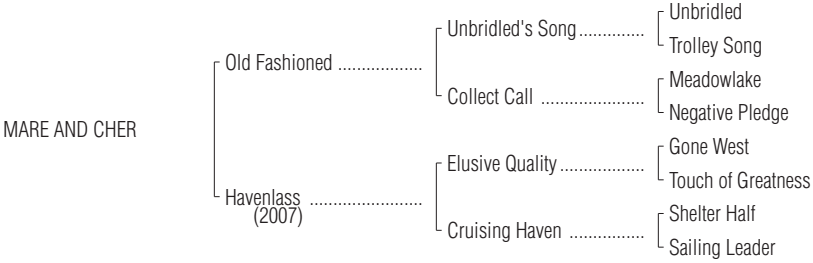 Unbridled
Unbridled's Song..............
Trolley Song
Old Fashioned ..................
Meadowlake
Collect Call ......................
Negative Pledge
MARE AND CHER
Gone West
Elusive Quality..................
Touch of Greatness
Havenlass ........................
(2007)
Shelter Half
Cruising Haven ................
Sailing Leader